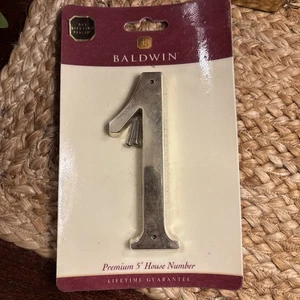 BALDWIN
1
Premium 5" House Number
LIFETIME GUARANTEE